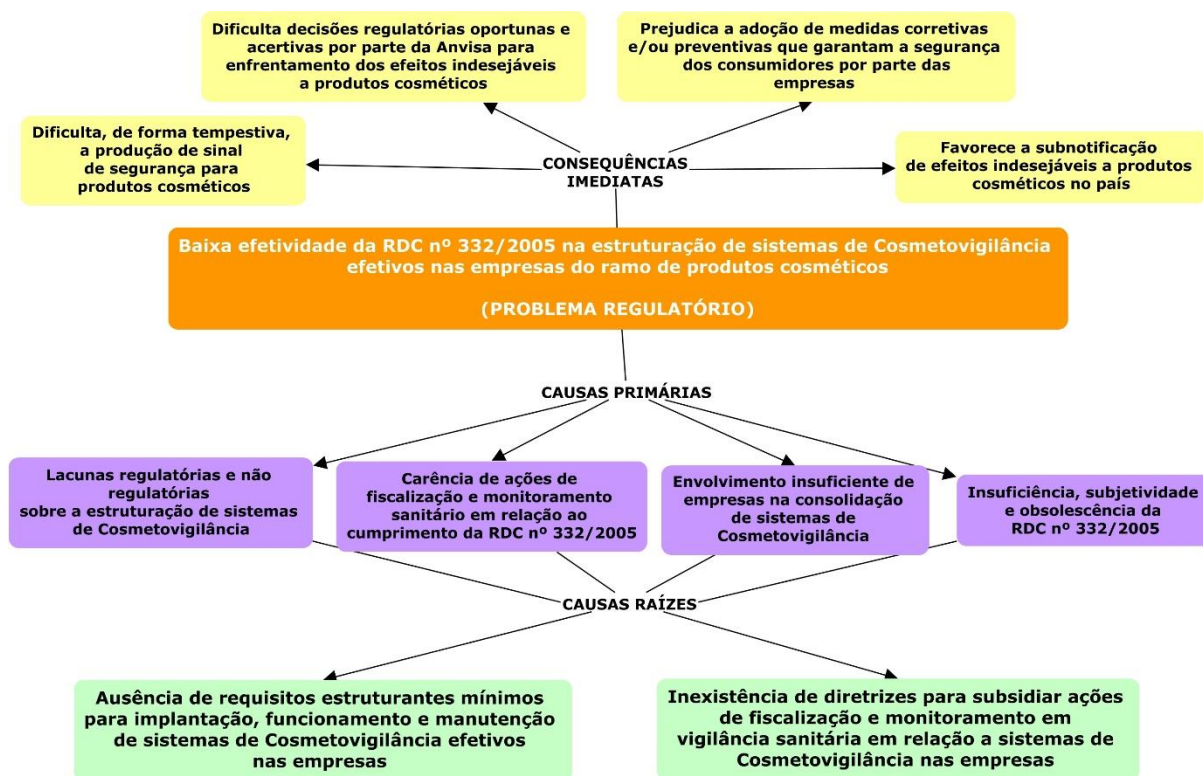 Dificulta decisões regulatórias oportunas e
acertivas por parte da Anvisa para
enfrentamento dos efeitos indesejáveis
a produtos cosméticos
Prejudica a adoção de medidas corretivas
e/ou preventivas que garantam a segurança
dos consumidores por parte das
empresas
Dificulta, de forma tempestiva,
a produção de sinal
de segurança para
produtos cosméticos
CONSEQUÊNCIAS
IMEDIATAS
Favorece a subnotificação
de efeitos indesejáveis a produtos
cosméticos no país
Baixa efetividade da RDC nº 332/2005 na estruturação de sistemas de Cosmetovigilância
efetivos nas empresas do ramo de produtos cosméticos
(PROBLEMA REGULATÓRIO)
CAUSAS PRIMÁRIAS
Lacunas regulatórias e não
regulatórias
sobre a estruturação de sistemas
de Cosmetovigilância
Carência de ações de
fiscalização e monitoramento
sanitário em relação ao
cumprimento da RDC nº 332/2005
Envolvimento insuficiente de
empresas na consolidação
de sistemas de
Cosmetovigilância
Insuficiência, subjetividade
e obsolescência da
RDC nº 332/2005
CAUSAS RAÍZES
Ausência de requisitos estruturantes mínimos
para implantação, funcionamento e manutenção
de sistemas de Cosmetovigilância efetivos
nas empresas
Inexistência de diretrizes para subsidiar ações
de fiscalização e monitoramento em
vigilância sanitária em relação a sistemas de
Cosmetovigilância nas empresas